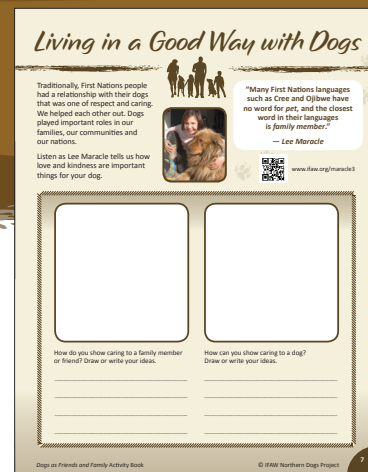 Living in a Good Way with Dogs
Traditionally, First Nations people
had a relationship with their dogs
that was one of respect and caring.
We helped each other out. Dogs
played important roles in our
families, our communities and
our nations.
Listen as Lee Maracle tells us how
love and kindness are important
things for your dog.
"Many First Nations languages
such as Cree and Ojibwe have
no word for pet, and the closest
word in their languages
is family member."
— Lee Maracle
www.ifaw.org/maracle3
How do you show caring to a family member
or friend? Draw or write your ideas.
How can you show caring to a dog?
Draw or write your ideas.
Dogs as Friends and Family Activity Book
© IFAW Northern Dogs Project
7